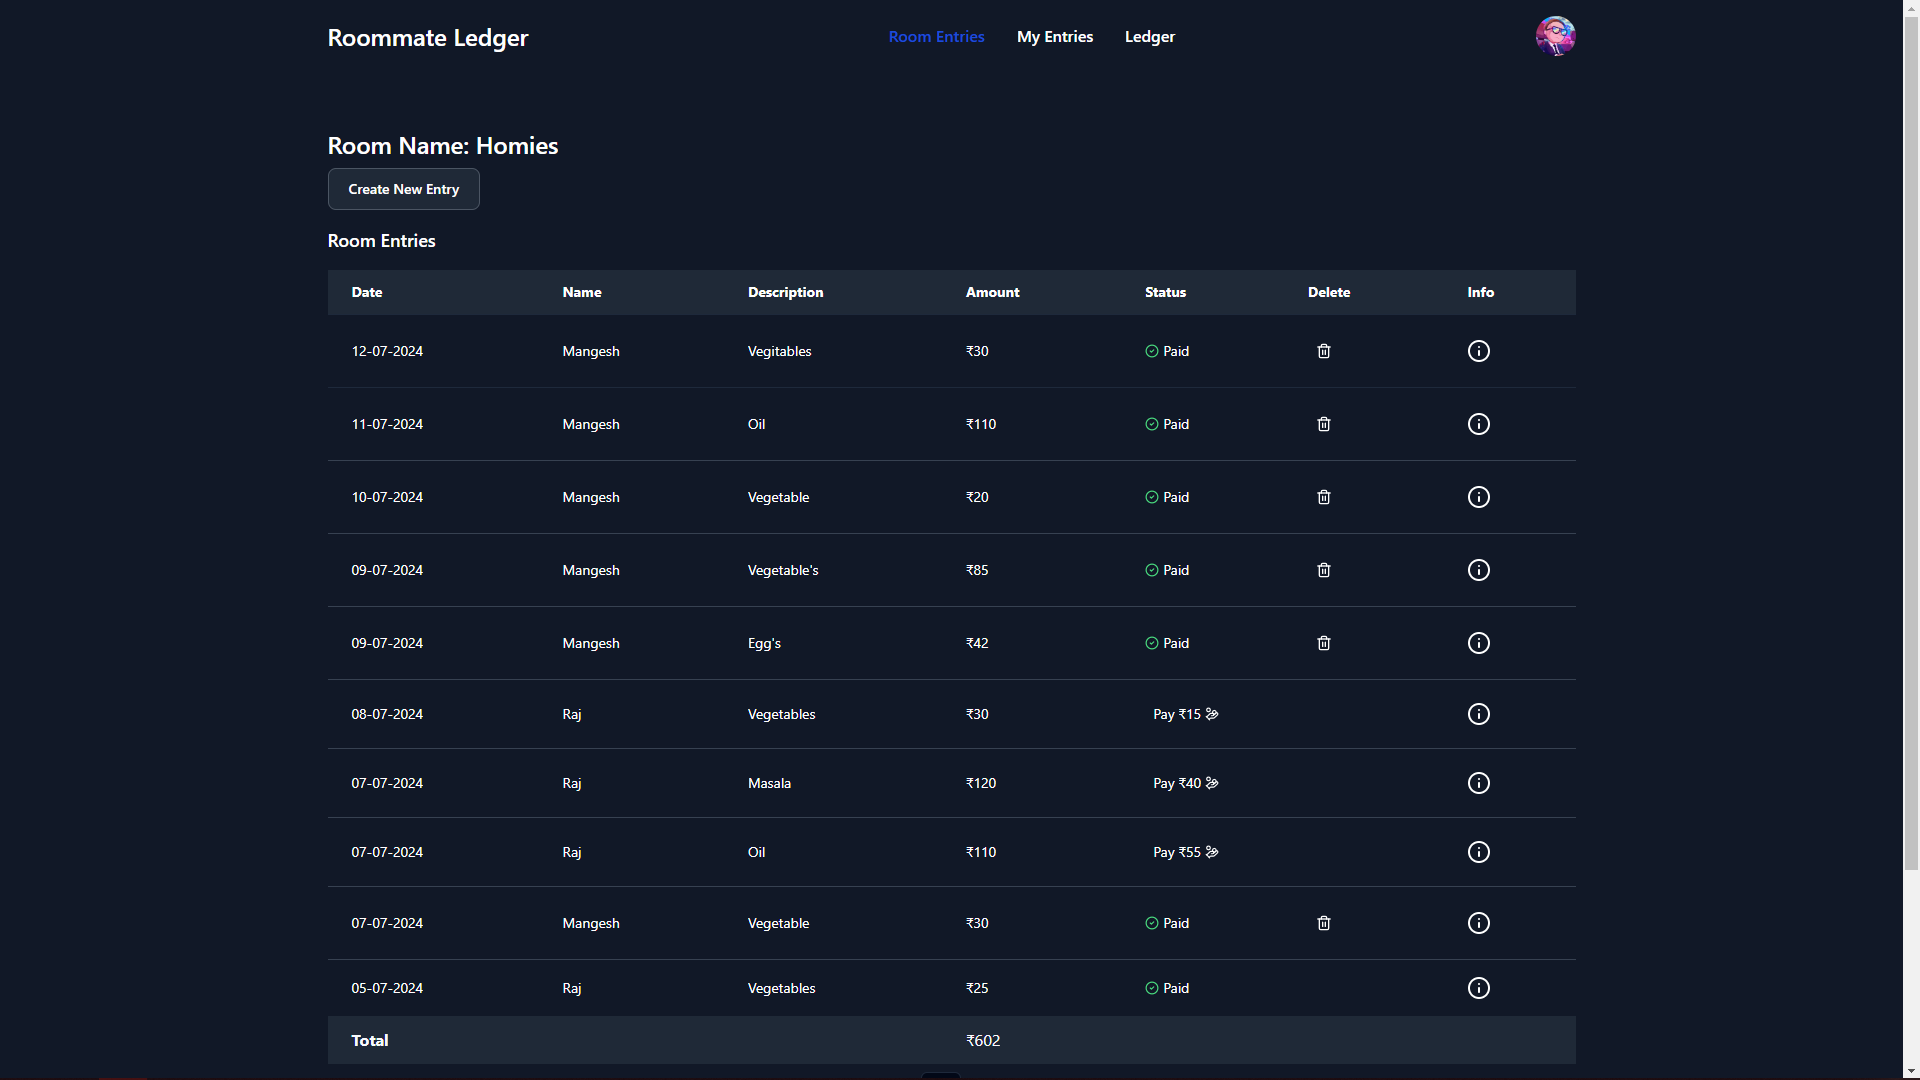 Roommate Ledger Room Entries My Entries Ledger
Room Name: Homies
Create New Entry
Room Entries
Date Name Description Amount Status Delete Info
12-07-2024 Mangesh Vegitables ₹30 Paid
11-07-2024 Mangesh Oil ₹110 Paid
10-07-2024 Mangesh Vegetable ₹20 Paid
09-07-2024 Mangesh Vegetable's ₹85 Paid
09-07-2024 Mangesh Egg's ₹42 Paid
08-07-2024 Raj Vegetables ₹30 Pay ₹15
07-07-2024 Raj Masala ₹120 Pay ₹40
07-07-2024 Raj Oil ₹110 Pay ₹55
07-07-2024 Mangesh Vegetable ₹30 Paid
05-07-2024 Raj Vegetables ₹25 Paid
Total ₹602